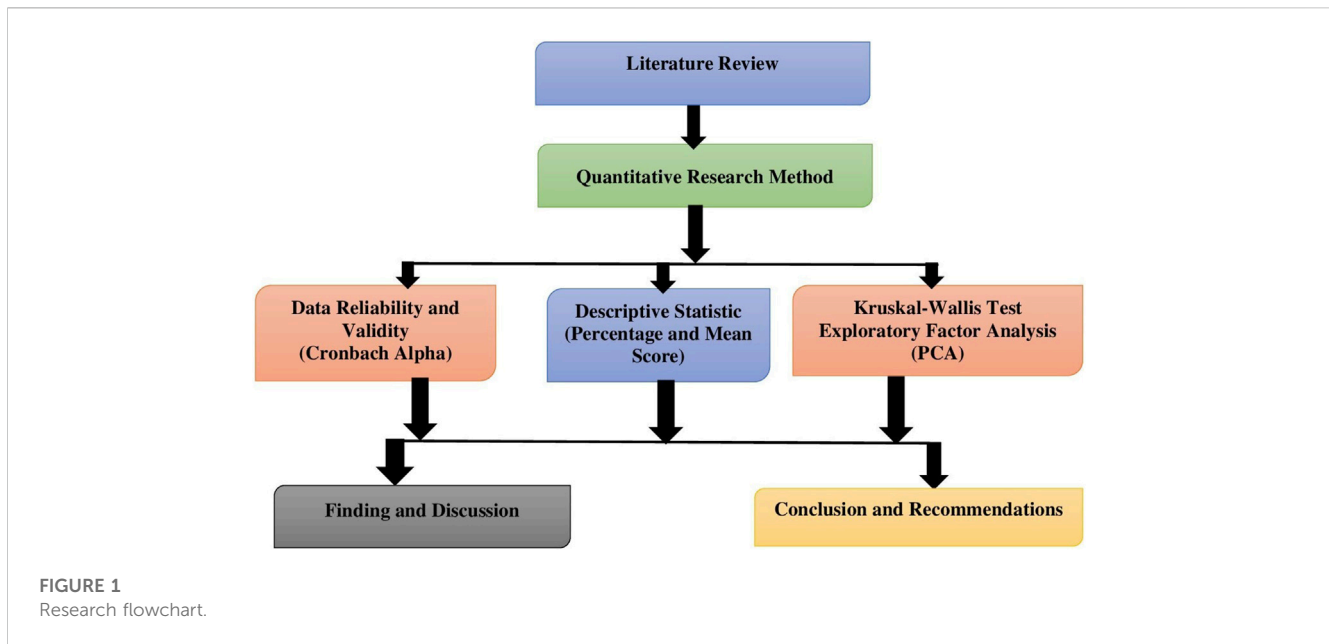 Literature Review
Quantitative Research Method
Data Reliability and
Validity
(Cronbach Alpha)
Descriptive Statistic
(Percentage and Mean
Score)
Kruskal-Wallis Test
Exploratory Factor Analysis
(PCA)
Finding and Discussion
Conclusion and Recommendations
FIGURE 1
Research flowchart.